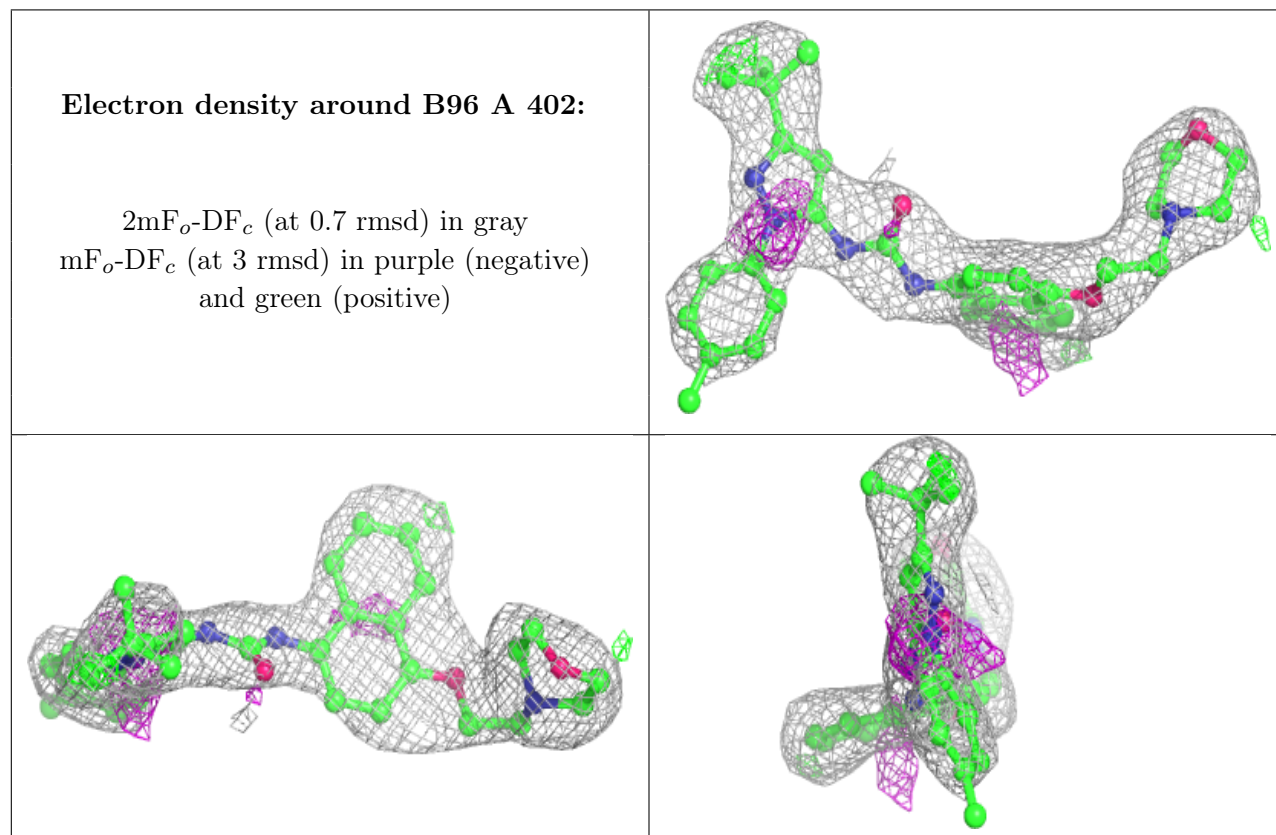 Electron density around B96 A 402:
2mFo-DFc (at 0.7 rmsd) in gray
mFo-DFc (at 3 rmsd) in purple (negative)
and green (positive)